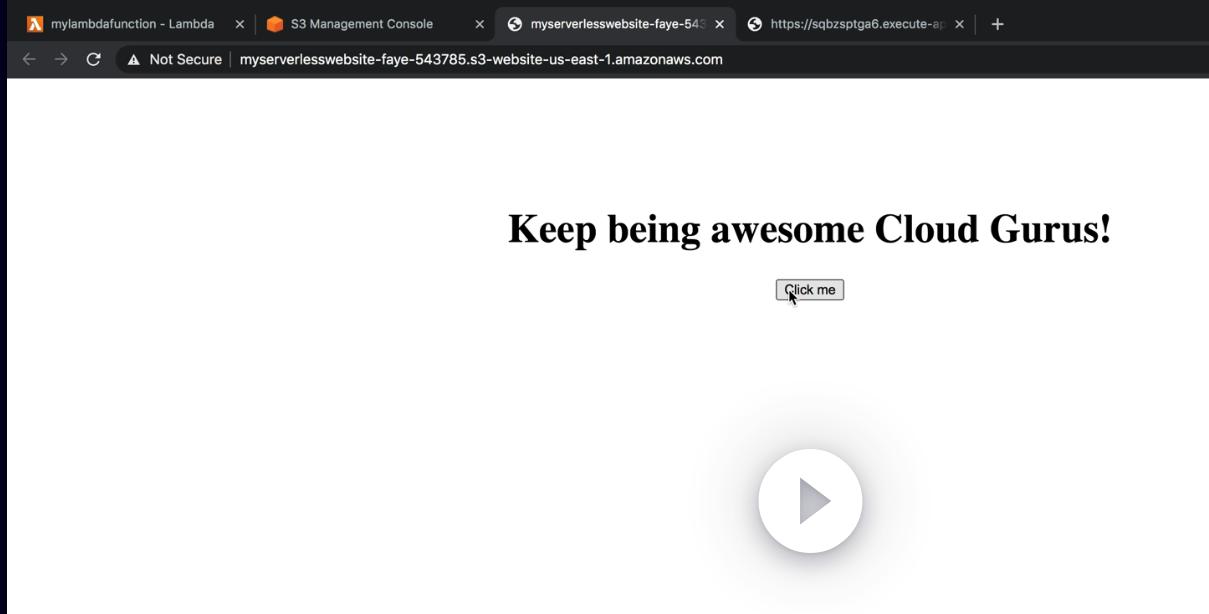 mylambdafunction - Lambda
S3 Management Console
myserverlesswebsite-faye-543
https://sqbzsptga6.execute-ap
Not Secure
myserverlesswebsite-faye-543785.s3-website-us-east-1.amazonaws.com
Keep being awesome Cloud Gurus!
Click me